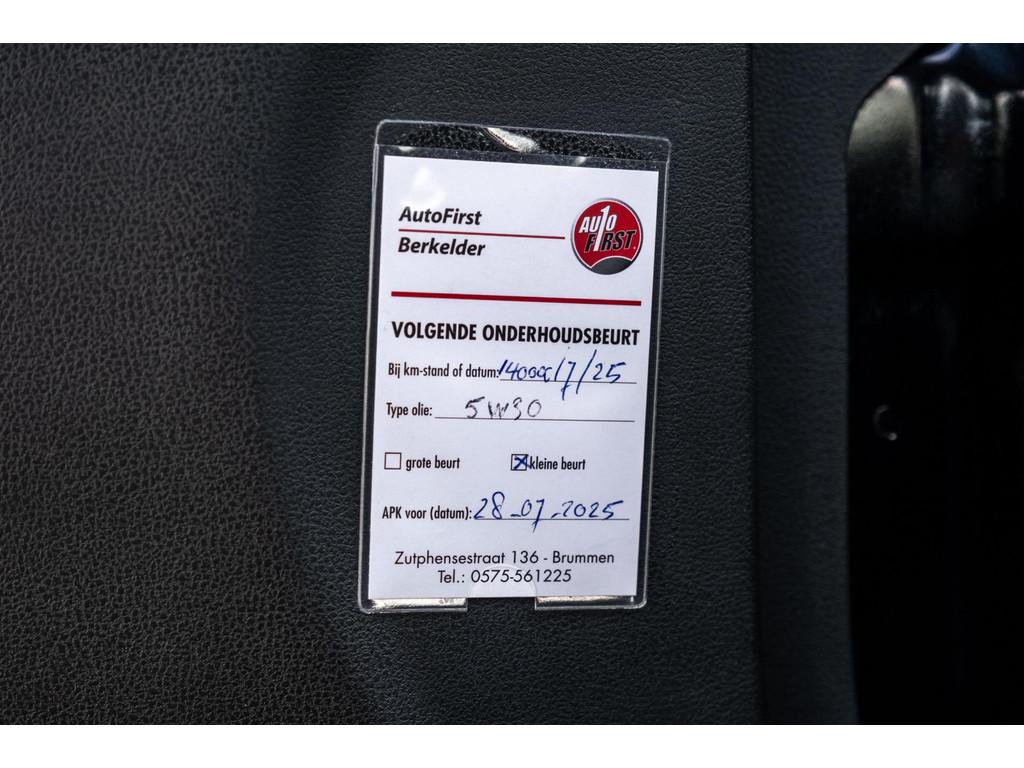 AutoFirst
Berkelder
AUTO
FIRST
VOLGENDE ONDERHOUDSBEURT
Bij km-stand of datum: 14000 /7/25
Type olie: 5W30
grote beurt
kleine beurt
APK voor (datum): 28-07-2025
Zutphensestraat 136 - Brummen
Tel.: 0575-561225